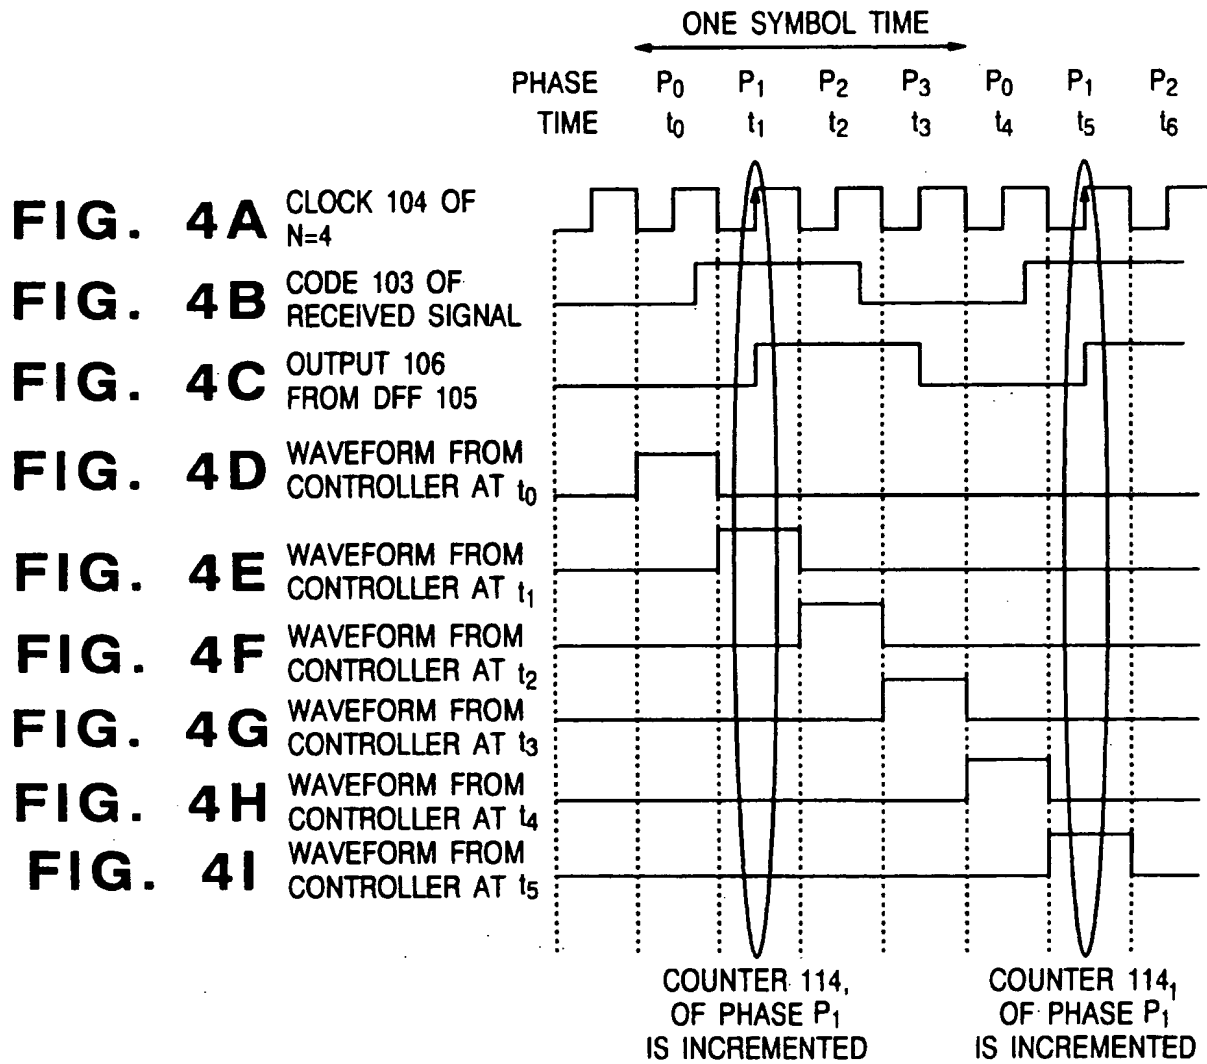 ONE SYMBOL TIME
PHASE P0 P1 P2 P3 P0 P1 P2
TIME t0 t1 t2 t3 t4 t5 t6
FIG. 4A CLOCK 104 OF
N=4
FIG. 4B CODE 103 OF
RECEIVED SIGNAL
FIG. 4C OUTPUT 106
FROM DFF 105
FIG. 4D WAVEFORM FROM
CONTROLLER AT t0
FIG. 4E WAVEFORM FROM
CONTROLLER AT t1
FIG. 4F WAVEFORM FROM
CONTROLLER AT t2
FIG. 4G WAVEFORM FROM
CONTROLLER AT t3
FIG. 4H WAVEFORM FROM
CONTROLLER AT t4
FIG. 4I WAVEFORM FROM
CONTROLLER AT t5
COUNTER 114,
OF PHASE P1
IS INCREMENTED
COUNTER 1141
OF PHASE P1
IS INCREMENTED